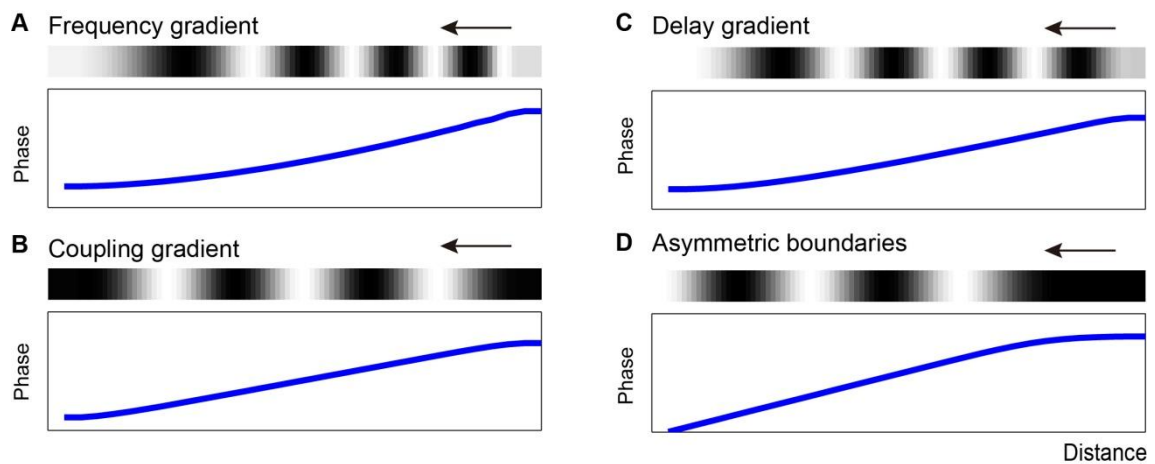 A Frequency gradient
Phase
B Coupling gradient
Phase
C Delay gradient
Phase
D Asymmetric boundaries
Phase
Distance